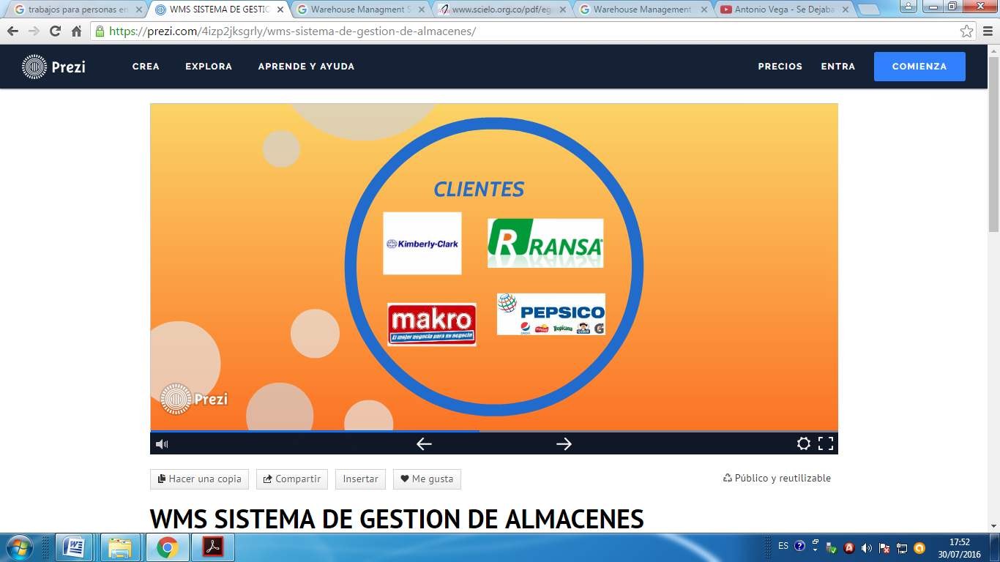 trabajos para personas en
WMS SISTEMA DE GESTIO
Warehouse Managment S
www.scielo.org.co/pdf/eg
Warehouse Management
Antonio Vega - Se Dejaba
https://prezi.com/4izp2jksgrly/wms-sistema-de-gestion-de-almacenes/
Prezi CREA EXPLORA APRENDE Y AYUDA PRECIOS ENTRA COMIENZA
CLIENTES
Kimberly-Clark
RANSA
makro
El mejor negocio para su negocio
PEPSICO
pepsi
Tropicana
Prezi
Hacer una copia Compartir Insertar Me gusta Público y reutilizable
WMS SISTEMA DE GESTION DE ALMACENES
ES 17:52
30/07/2016